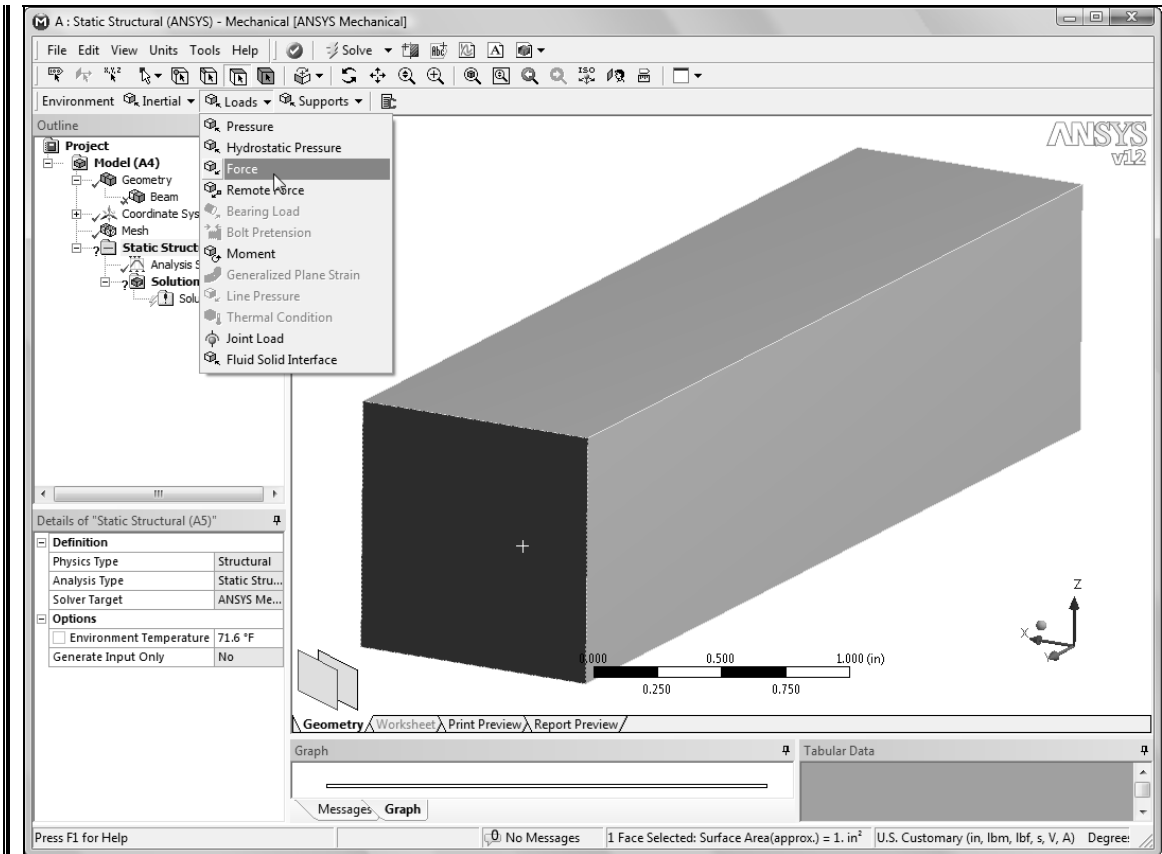 A : Static Structural (ANSYS) - Mechanical [ANSYS Mechanical]
File Edit View Units Tools Help Solve
Environment Inertial Loads Supports
Outline
Project
Model (A4)
Geometry
Beam
Coordinate Sys
Mesh
Static Struct
Analysis S
Solution
Solu
Pressure
Hydrostatic Pressure
Force
Remote Force
Bearing Load
Bolt Pretension
Moment
Generalized Plane Strain
Line Pressure
Thermal Condition
Joint Load
Fluid Solid Interface
ANSYS
v12
Details of "Static Structural (A5)"
Definition
Physics Type Structural
Analysis Type Static Stru...
Solver Target ANSYS Me...
Options
Environment Temperature 71.6 °F
Generate Input Only No
Z
X
Y
0.000 0.500 1.000 (in)
0.250 0.750
Geometry Worksheet Print Preview Report Preview
Graph
Tabular Data
Messages Graph
Press F1 for Help
0 No Messages
1 Face Selected: Surface Area(approx.) = 1. in²
U.S. Customary (in, lbm, lbf, s, V, A) Degree: